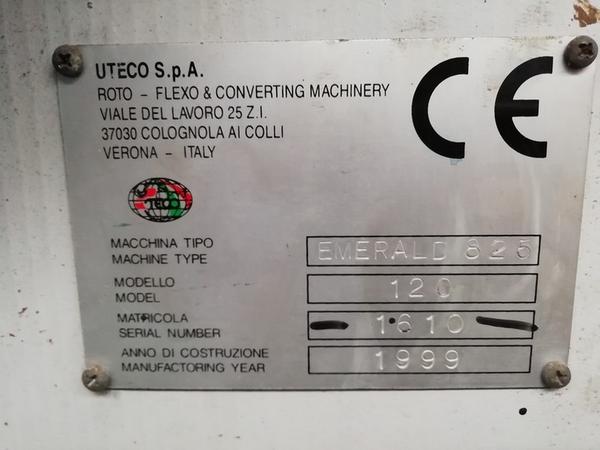 UTECO S.p.A.
ROTO - FLEXO & CONVERTING MACHINERY
VIALE DEL LAVORO 25 Z.I.
37030 COLOGNOLA AI COLLI
VERONA - ITALY
CE
UTECO
MACCHINA TIPO
MACHINE TYPE
EMERALD 825
MODELLO
MODEL
120
MATRICOLA
SERIAL NUMBER
1610
ANNO DI COSTRUZIONE
MANUFACTORING YEAR
1999